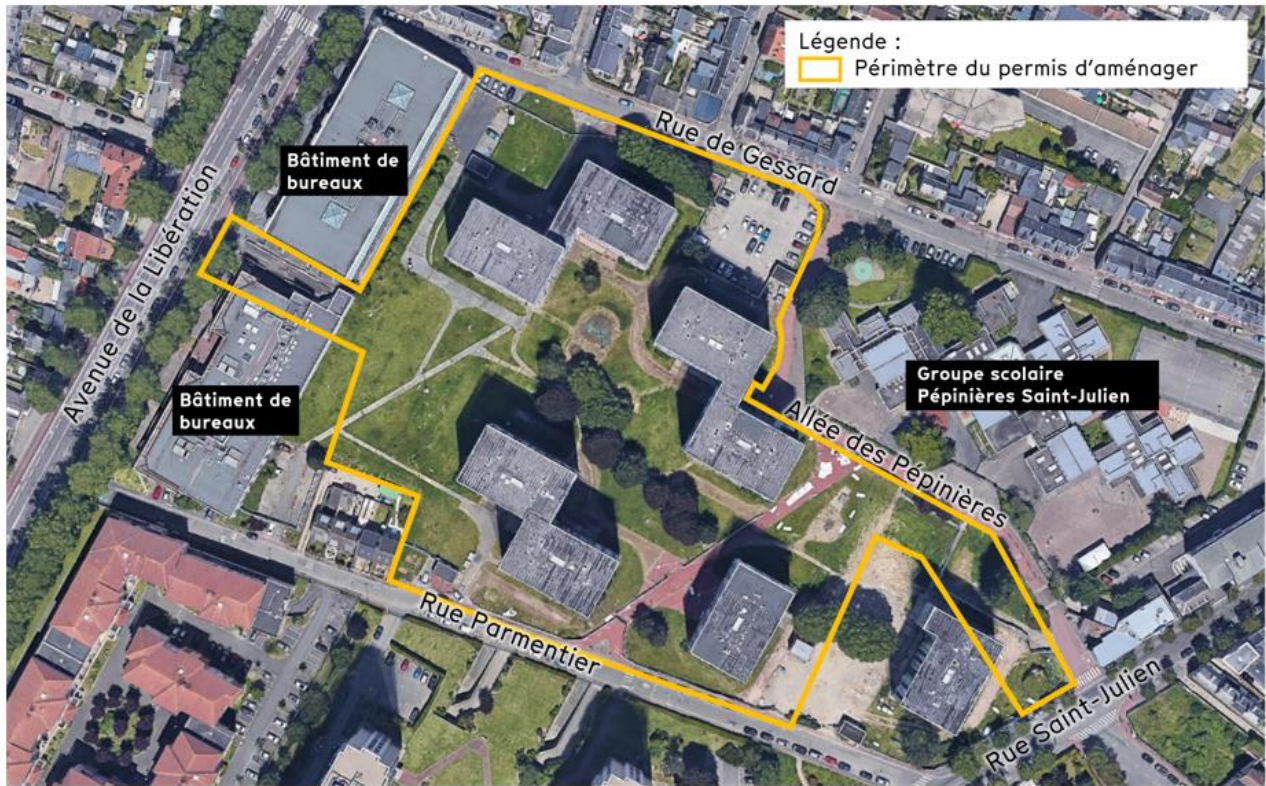 Légende :
Périmètre du permis d'aménager
Rue de Gessard
Bâtiment de
bureaux
Avenue de la Libération
Groupe scolaire
Pépinières Saint-Julien
Bâtiment de
bureaux
Allée des Pépinières
Rue Parmentier
Rue Saint-Julien